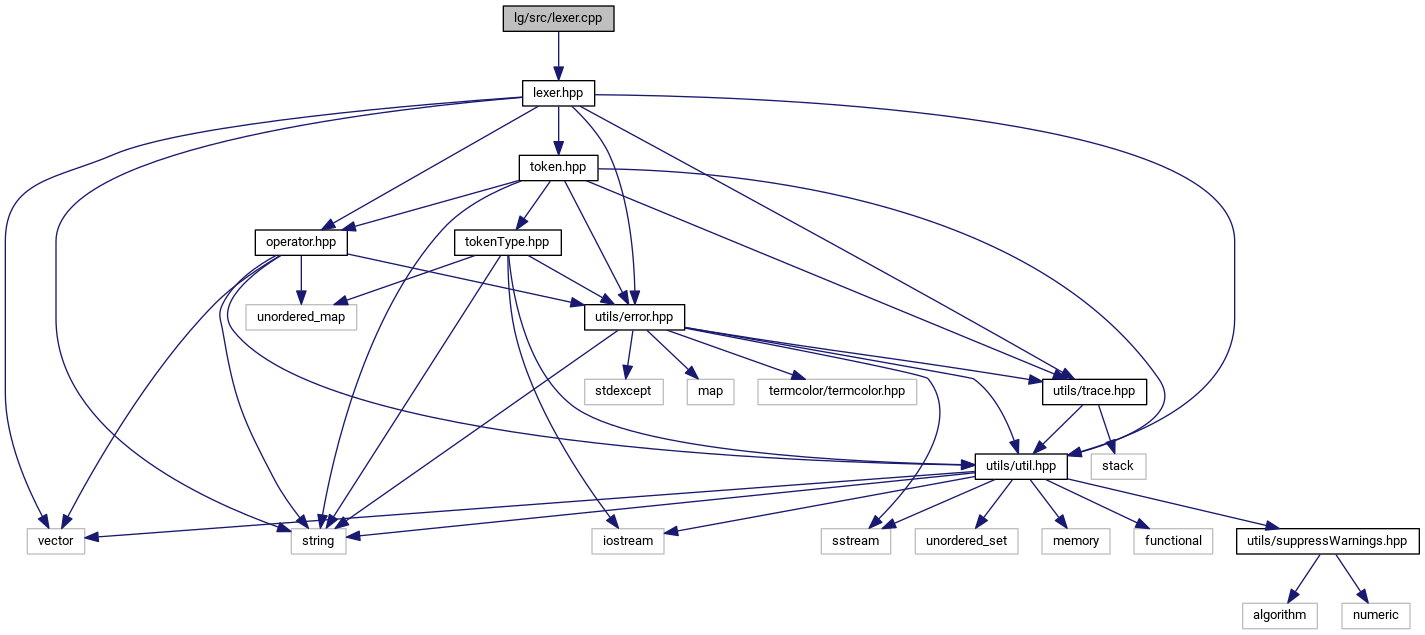 lg/src/lexer.cpp
lexer.hpp
token.hpp
operator.hpp
tokenType.hpp
unordered_map
utils/error.hpp
stdexcept
map
termcolor/termcolor.hpp
utils/trace.hpp
utils/util.hpp
stack
vector
string
iostream
sstream
unordered_set
memory
functional
utils/suppressWarnings.hpp
algorithm
numeric